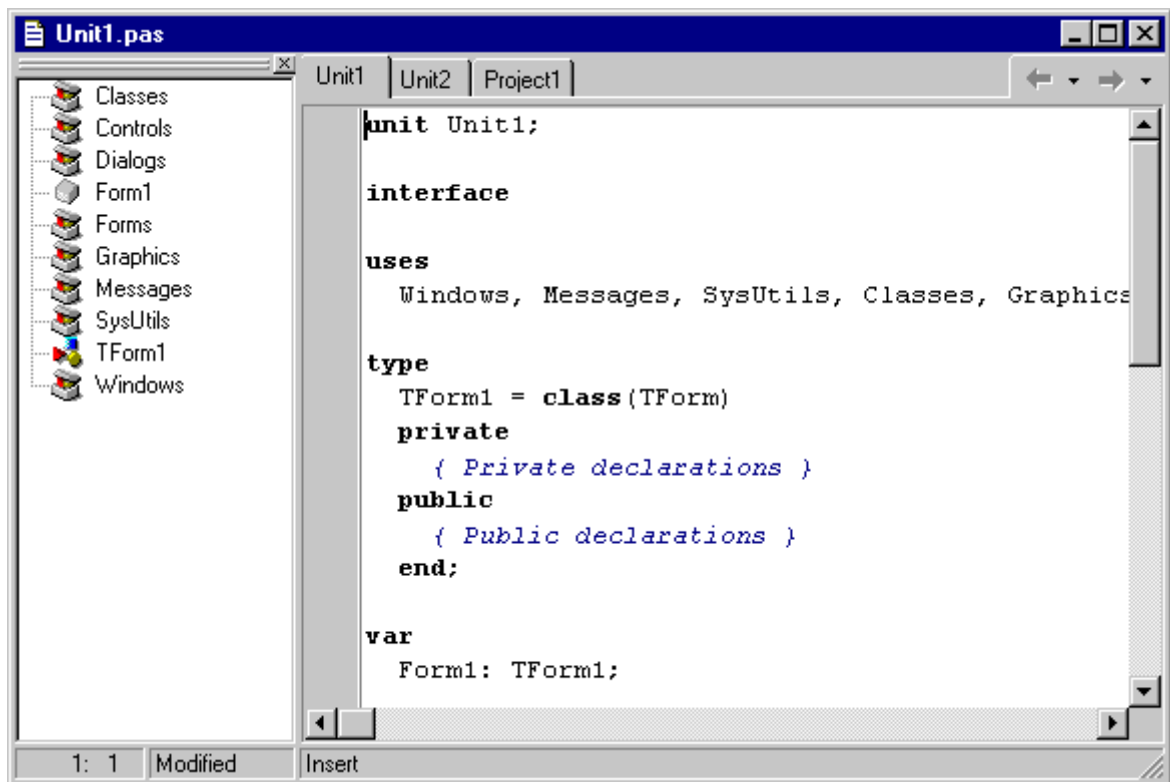 Unit1.pas
Classes
Controls
Dialogs
Form1
Forms
Graphics
Messages
SysUtils
TForm1
Windows
Unit1 Unit2 Project1
unit Unit1;
interface
uses
Windows, Messages, SysUtils, Classes, Graphics
type
TForm1 = class(TForm)
private
{ Private declarations }
public
{ Public declarations }
end;
var
Form1: TForm1;
1: 1 Modified Insert